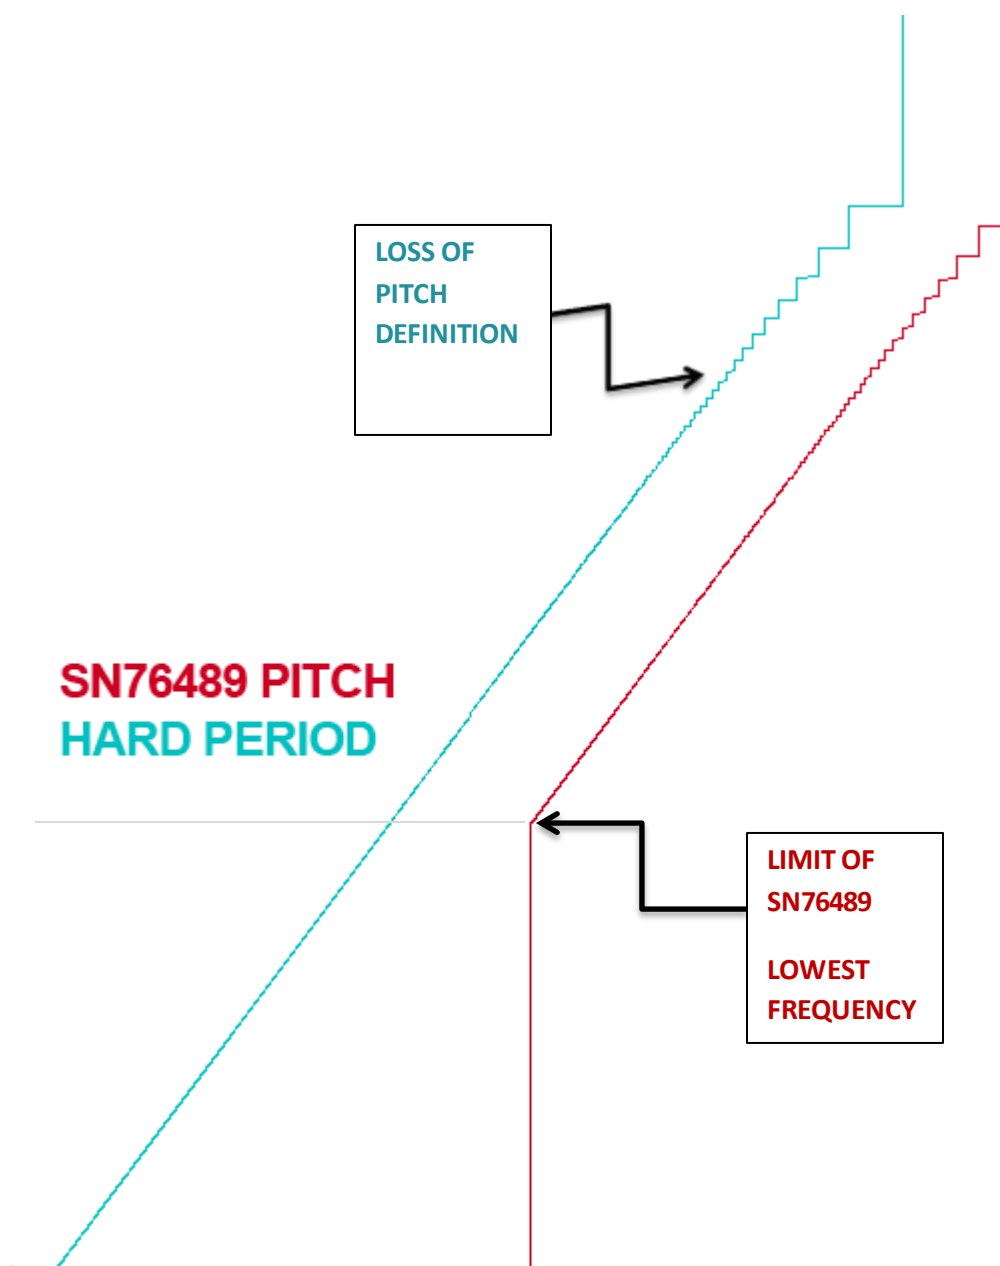 LOSS OF
PITCH
DEFINITION
SN76489 PITCH
HARD PERIOD
LIMIT OF
SN76489
LOWEST
FREQUENCY